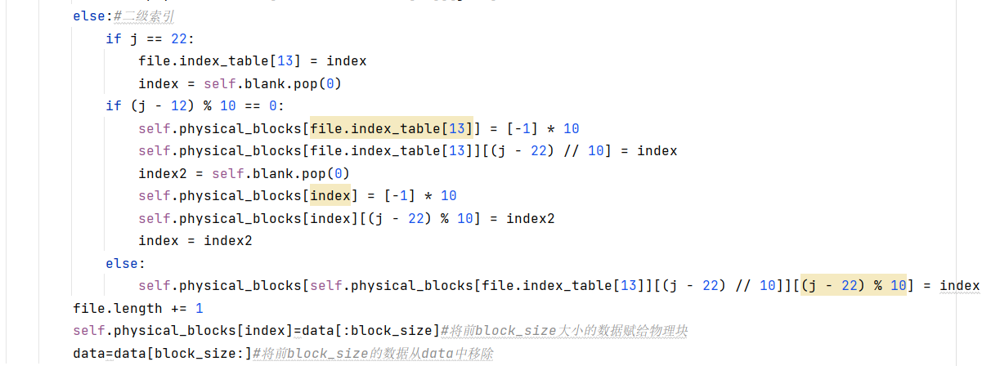 else:#二级索引
    if j == 22:
        file.index_table[13] = index
        index = self.blank.pop(0)
    if (j - 12) % 10 == 0:
        self.physical_blocks[file.index_table[13]] = [-1] * 10
        self.physical_blocks[file.index_table[13]][(j - 22) // 10] = index
        index2 = self.blank.pop(0)
        self.physical_blocks[index] = [-1] * 10
        self.physical_blocks[index][(j - 22) % 10] = index2
        index = index2
    else:
        self.physical_blocks[self.physical_blocks[file.index_table[13]][(j - 22) // 10]][(j - 22) % 10] = index
file.length += 1
self.physical_blocks[index]=data[:block_size]#将前block_size大小的数据赋给物理块
data=data[block_size:]#将前block_size的数据从data中移除